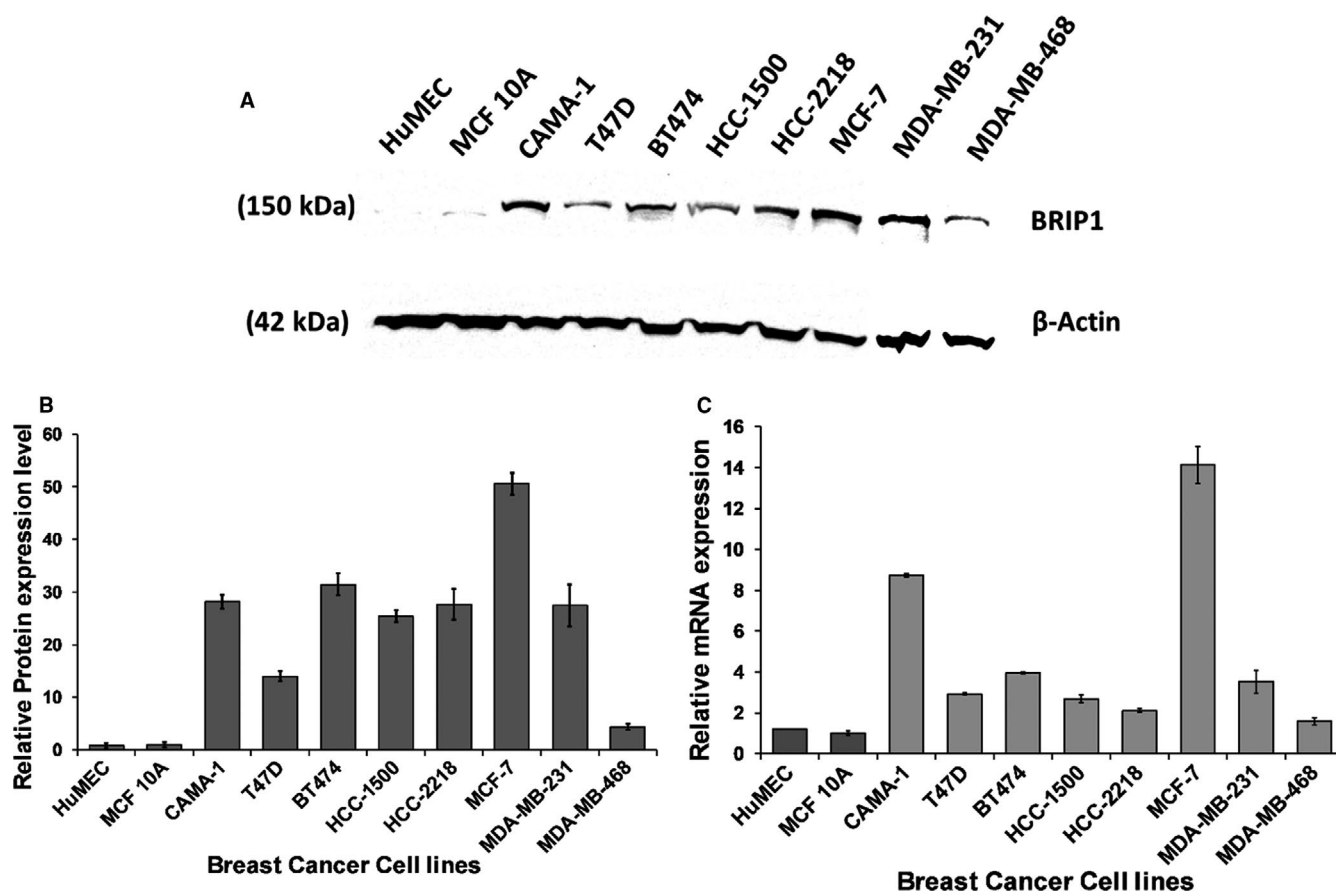 A
HuMEC
MCF 10A
CAMA-1
T47D
BT474
HCC-1500
HCC-2218
MCF-7
MDA-MB-231
MDA-MB-468
(150 kDa)
BRIP1
(42 kDa)
β-Actin
B
Relative Protein expression level
60
50
40
30
20
10
0
HuMEC
MCF 10A
CAMA-1
T47D
BT474
HCC-1500
HCC-2218
MCF-7
MDA-MB-231
MDA-MB-468
Breast Cancer Cell lines
C
Relative mRNA expression
16
14
12
10
8
6
4
2
0
HuMEC
MCF 10A
CAMA-1
T47D
BT474
HCC-1500
HCC-2218
MCF-7
MDA-MB-231
MDA-MB-468
Breast Cancer Cell lines